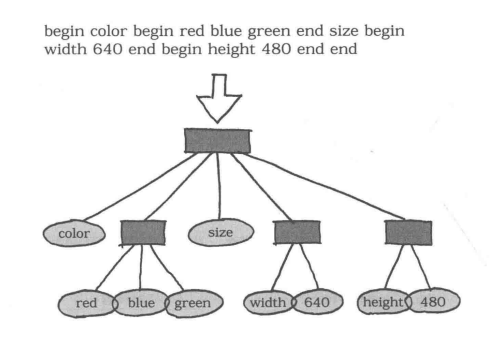 begin color begin red blue green end size begin
width 640 end begin height 480 end end
color
size
red blue green width 640 height 480